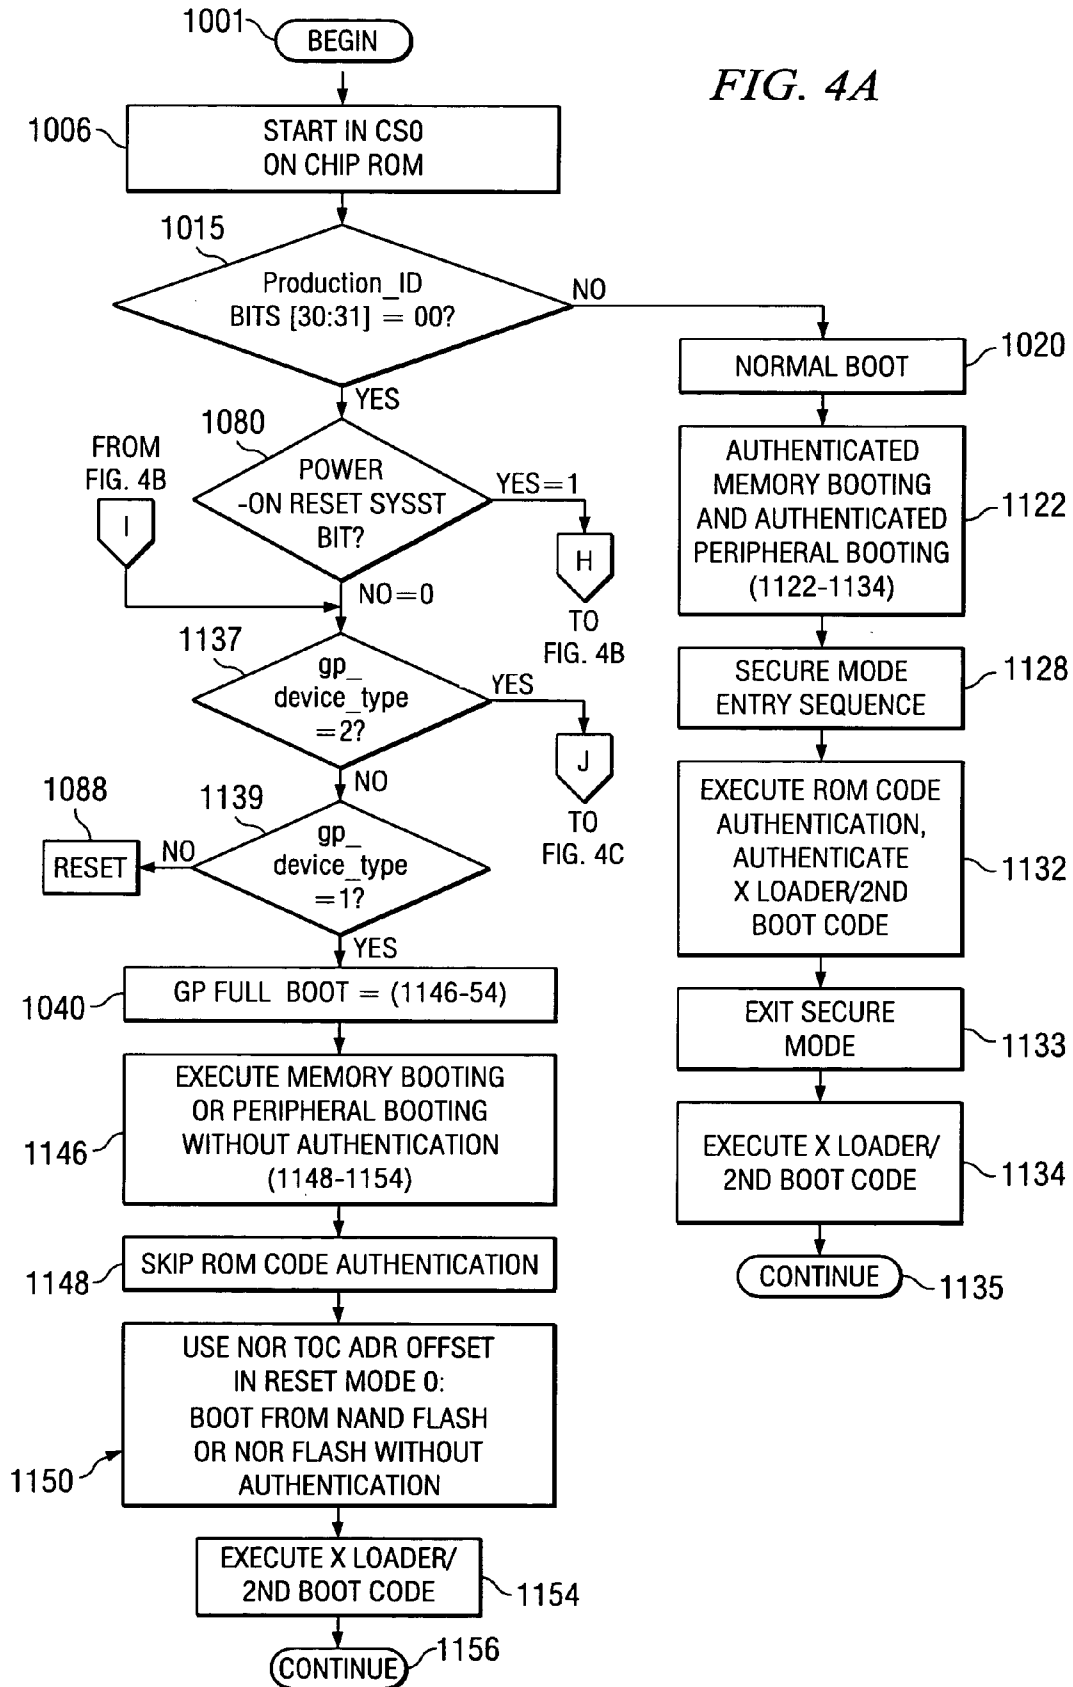 1001
BEGIN
FIG. 4A
1006
START IN CS0
ON CHIP ROM
1015
Production_ID
BITS [30:31] = 00?
NO
YES
1020
NORMAL BOOT
1080
POWER
-ON RESET SYSST
BIT?
YES=1
H
TO
FIG. 4B
NO=0
FROM
FIG. 4B
I
AUTHENTICATED
MEMORY BOOTING
AND AUTHENTICATED
PERIPHERAL BOOTING
(1122-1134)
1122
1137
gp_
device_type
=2?
YES
J
TO
FIG. 4C
NO
SECURE MODE
ENTRY SEQUENCE
1128
1088
RESET
NO
1139
gp_
device_type
=1?
YES
EXECUTE ROM CODE
AUTHENTICATION,
AUTHENTICATE
X LOADER/2ND
BOOT CODE
1132
1040
GP FULL BOOT = (1146-54)
EXIT SECURE
MODE
1133
1146
EXECUTE MEMORY BOOTING
OR PERIPHERAL BOOTING
WITHOUT AUTHENTICATION
(1148-1154)
EXECUTE X LOADER/
2ND BOOT CODE
1134
1148
SKIP ROM CODE AUTHENTICATION
CONTINUE
1135
1150
USE NOR TOC ADR OFFSET
IN RESET MODE 0:
BOOT FROM NAND FLASH
OR NOR FLASH WITHOUT
AUTHENTICATION
EXECUTE X LOADER/
2ND BOOT CODE
1154
CONTINUE
1156